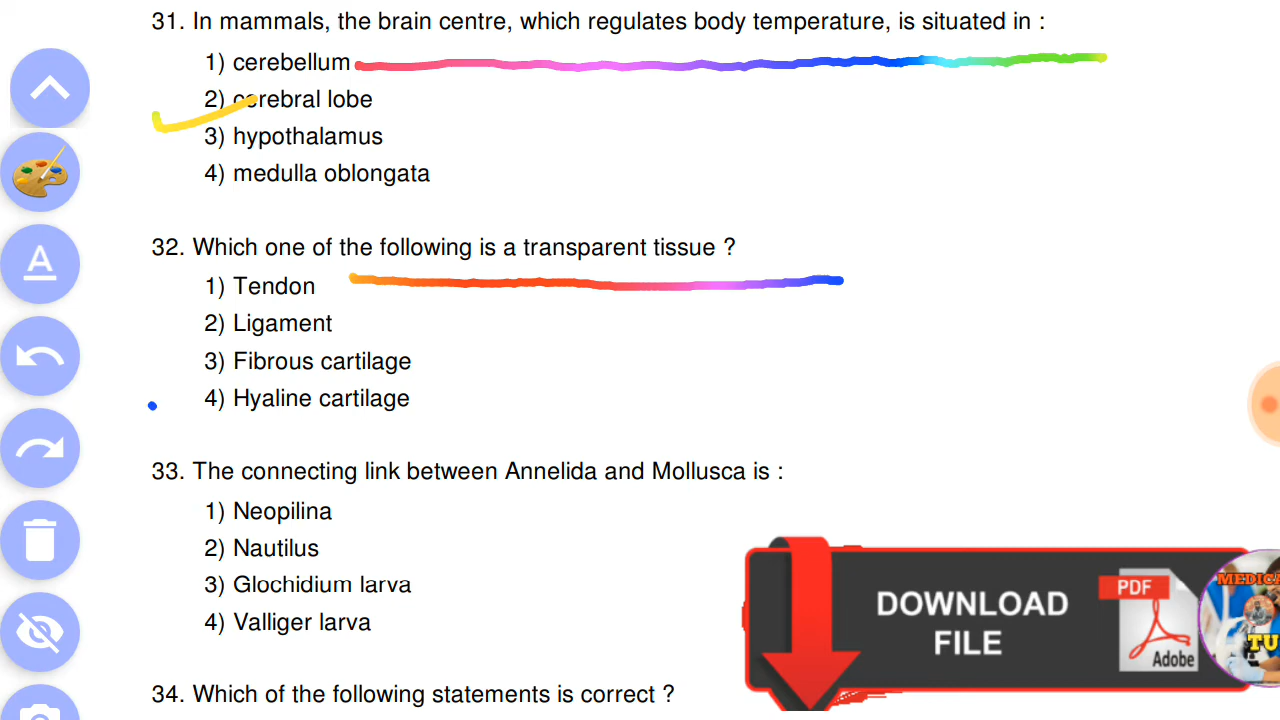 31. In mammals, the brain centre, which regulates body temperature, is situated in :
1) cerebellum
2) cerebral lobe
3) hypothalamus
4) medulla oblongata
32. Which one of the following is a transparent tissue ?
1) Tendon
2) Ligament
3) Fibrous cartilage
4) Hyaline cartilage
33. The connecting link between Annelida and Mollusca is :
1) Neopilina
2) Nautilus
3) Glochidium larva
4) Valliger larva
34. Which of the following statements is correct ?
A
DOWNLOAD
FILE
PDF
Adobe